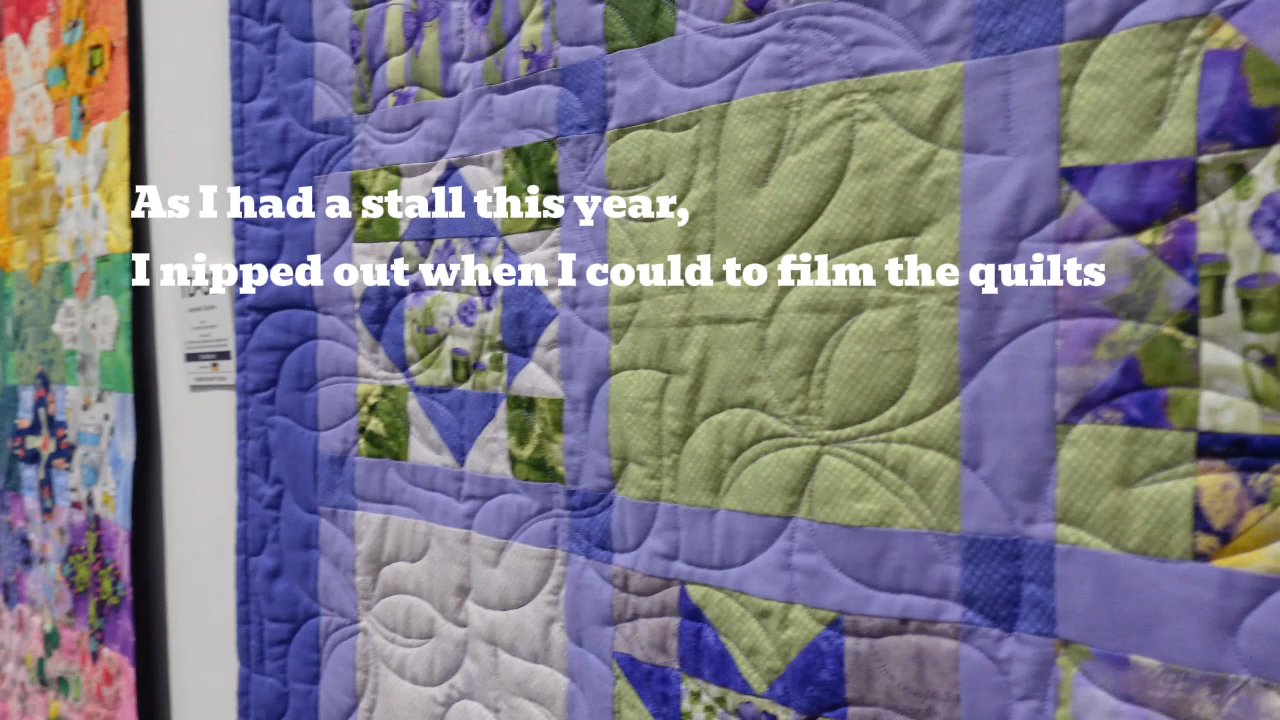 As I had a stall this year,
I nipped out when I could to film the quilts